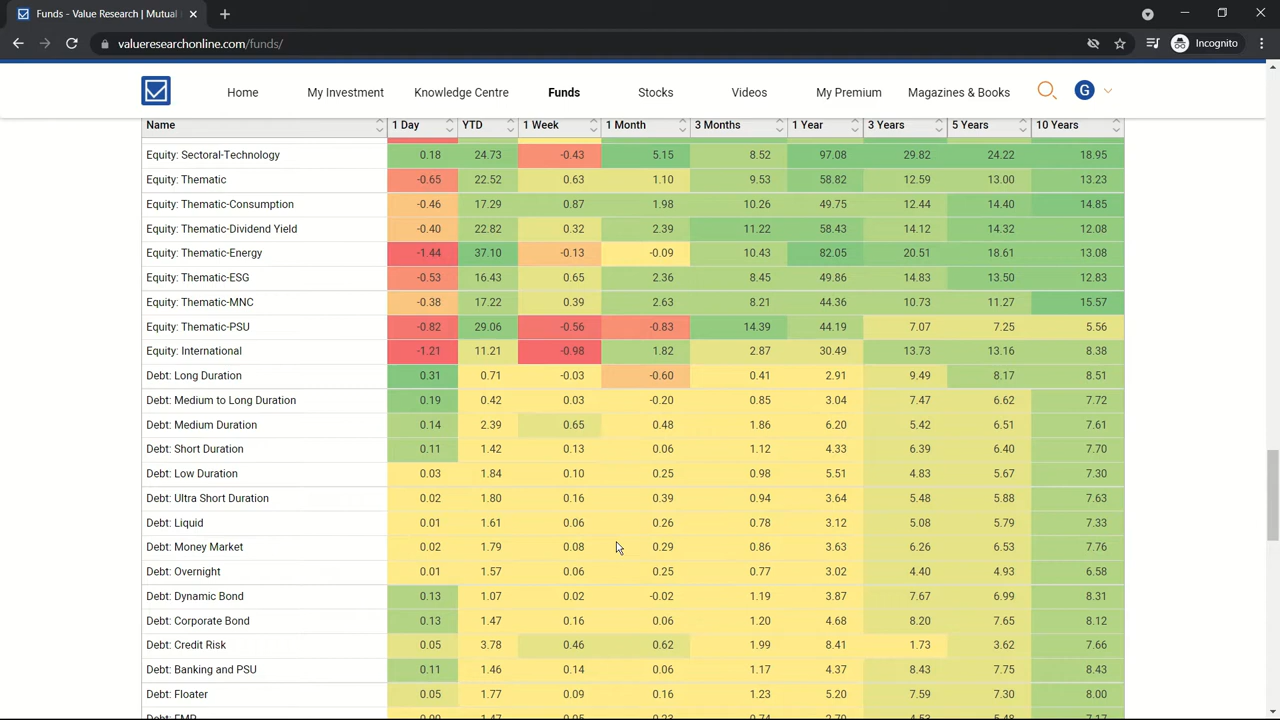 Funds - Value Research | Mutual
valueresearchonline.com/funds/
Incognito
Home My Investment Knowledge Centre Funds Stocks Videos My Premium Magazines & Books G
Name 1 Day YTD 1 Week 1 Month 3 Months 1 Year 3 Years 5 Years 10 Years
Equity: Sectoral-Technology 0.18 24.73 -0.43 5.15 8.52 97.08 29.82 24.22 18.95
Equity: Thematic -0.65 22.52 0.63 1.10 9.53 58.82 12.59 13.00 13.23
Equity: Thematic-Consumption -0.46 17.29 0.87 1.98 10.26 49.75 12.44 14.40 14.85
Equity: Thematic-Dividend Yield -0.40 22.82 0.32 2.39 11.22 58.43 14.12 14.32 12.08
Equity: Thematic-Energy -1.44 37.10 -0.13 -0.09 10.43 82.05 20.51 18.61 13.08
Equity: Thematic-ESG -0.53 16.43 0.65 2.36 8.45 49.86 14.83 13.50 12.83
Equity: Thematic-MNC -0.38 17.22 0.39 2.63 8.21 44.36 10.73 11.27 15.57
Equity: Thematic-PSU -0.82 29.06 -0.56 -0.83 14.39 44.19 7.07 7.25 5.56
Equity: International -1.21 11.21 -0.98 1.82 2.87 30.49 13.73 13.16 8.38
Debt: Long Duration 0.31 0.71 -0.03 -0.60 0.41 2.91 9.49 8.17 8.51
Debt: Medium to Long Duration 0.19 0.42 0.03 -0.20 0.85 3.04 7.47 6.62 7.72
Debt: Medium Duration 0.14 2.39 0.65 0.48 1.86 6.20 5.42 6.51 7.61
Debt: Short Duration 0.11 1.42 0.13 0.06 1.12 4.33 6.39 6.40 7.70
Debt: Low Duration 0.03 1.84 0.10 0.25 0.98 5.51 4.83 5.67 7.30
Debt: Ultra Short Duration 0.02 1.80 0.16 0.39 0.94 3.64 5.48 5.88 7.63
Debt: Liquid 0.01 1.61 0.06 0.26 0.78 3.12 5.08 5.79 7.33
Debt: Money Market 0.02 1.79 0.08 0.29 0.86 3.63 6.26 6.53 7.76
Debt: Overnight 0.01 1.57 0.06 0.25 0.77 3.02 4.40 4.93 6.58
Debt: Dynamic Bond 0.13 1.07 0.02 -0.02 1.19 3.87 7.67 6.99 8.31
Debt: Corporate Bond 0.13 1.47 0.16 0.06 1.20 4.68 8.20 7.65 8.12
Debt: Credit Risk 0.05 3.78 0.46 0.62 1.99 8.41 1.73 3.62 7.66
Debt: Banking and PSU 0.11 1.46 0.14 0.06 1.17 4.37 8.43 7.75 8.43
Debt: Floater 0.05 1.77 0.09 0.16 1.23 5.20 7.59 7.30 8.00